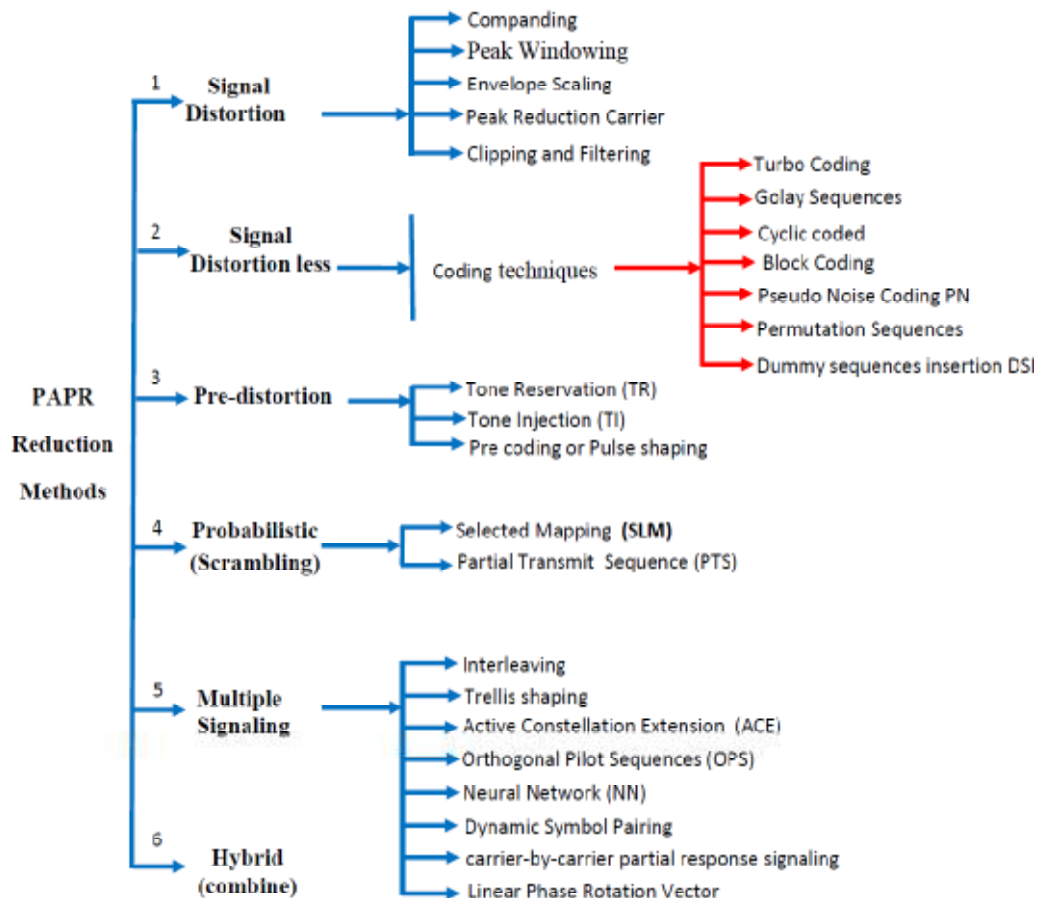 PAPR
Reduction
Methods
1
Signal
Distortion
Companding
Peak Windowing
Envelope Scaling
Peak Reduction Carrier
Clipping and Filtering
2
Signal
Distortion less
Coding techniques
Turbo Coding
Golay Sequences
Cyclic coded
Block Coding
Pseudo Noise Coding PN
Permutation Sequences
Dummy sequences insertion DSI
3
Pre-distortion
Tone Reservation (TR)
Tone Injection (TI)
Pre coding or Pulse shaping
4
Probabilistic
(Scrambling)
Selected Mapping (SLM)
Partial Transmit Sequence (PTS)
5
Multiple
Signaling
Interleaving
Trellis shaping
Active Constellation Extension (ACE)
Orthogonal Pilot Sequences (OPS)
Neural Network (NN)
Dynamic Symbol Pairing
carrier-by-carrier partial response signaling
Linear Phase Rotation Vector
6
Hybrid
(combine)